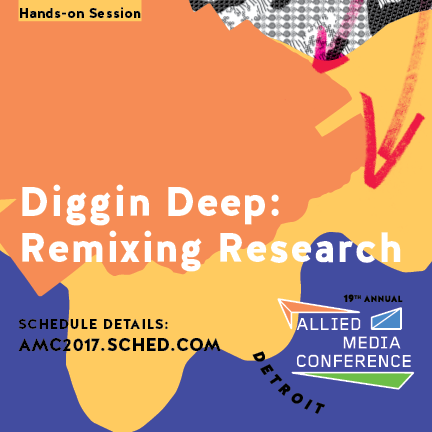 Hands-on Session
Diggin Deep:
Remixing Research
SCHEDULE DETAILS:
AMC2017.SCHED.COM
19TH ANNUAL
ALLIED
MEDIA
CONFERENCE
DETROIT